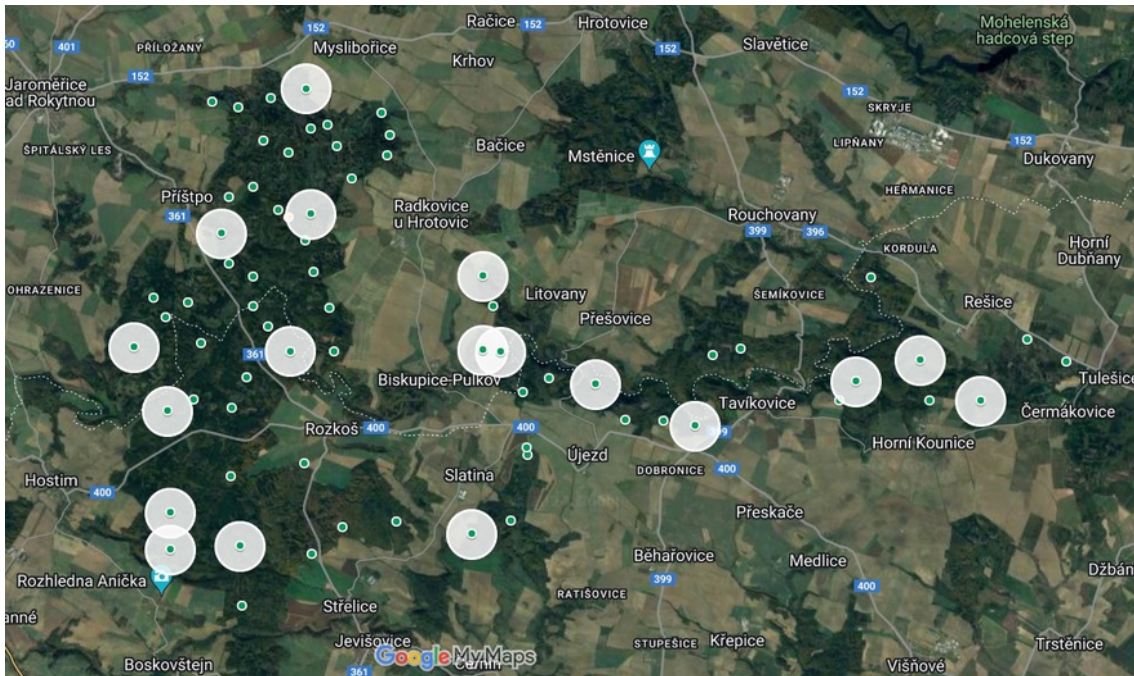 Račice
152
Hrotovice
152
Myslibořice
PŘÍLOŽANY
401
Krhov
152
Slavětice
Mohelenská
hadcová step
152
Jaroměřice
ad Rokytnou
152
SKRYJE
ŠPITÁLSKÝ LES
Bačice
Mstěnice
LIPŇANY
152
Dukovany
Příštpo
361
HEŘMANICE
Radkovice
u Hrotovic
Rouchovany
399
396
KORDULA
Horní
Dubňany
OHRAZENICE
Litovany
ŠEMÍKOVICE
Rešice
Přešovice
361
Biskupice-Pulkov
Tulešice
Tavíkovice
Čermákovice
Rozkoš
400
400
399
Horní Kounice
Újezd
Hostim
400
Slatina
DOBRONICE
400
Přeskače
Běhařovice
Medlice
Rozhledna Anička
399
400
Džbán
anné
Střelice
RATIŠOVICE
Jevišovice
STUPEŠICE
Křepice
Trstěnice
Boskovštejn
361
Google My Maps
Višňové